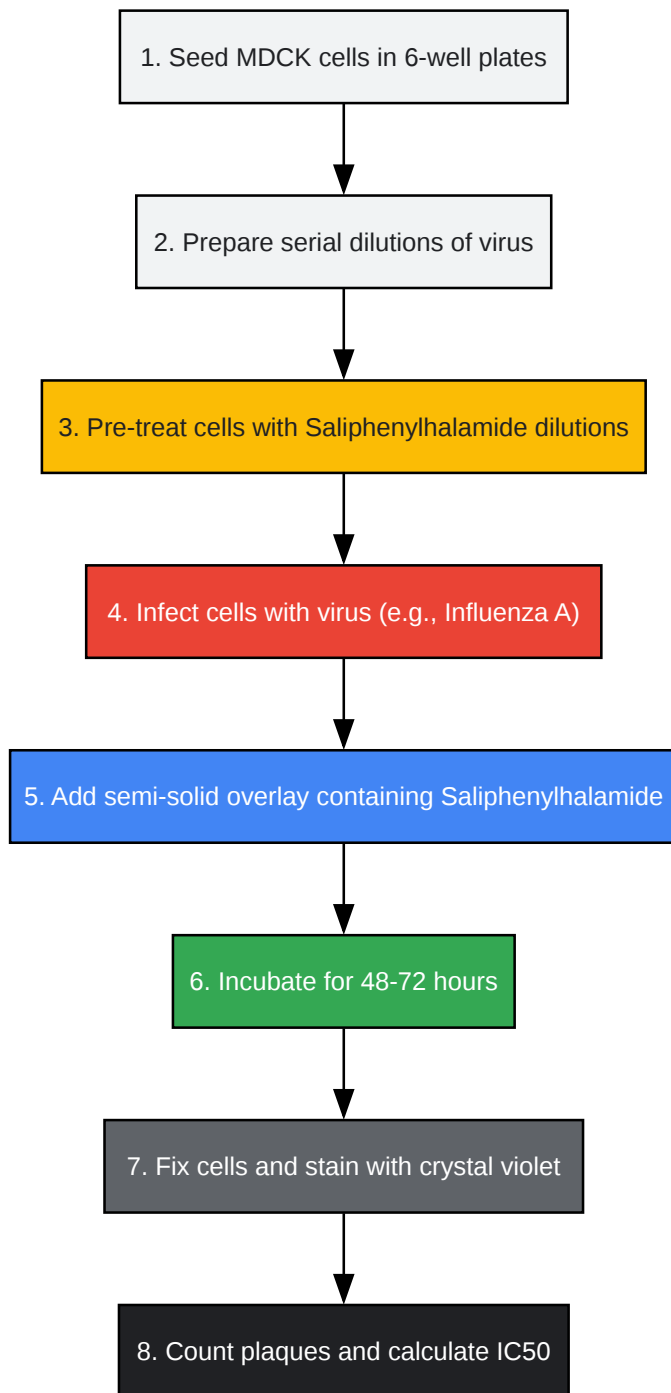 1. Seed MDCK cells in 6-well plates
2. Prepare serial dilutions of virus
3. Pre-treat cells with Saliphenylhalamide dilutions
4. Infect cells with virus (e.g., Influenza A)
5. Add semi-solid overlay containing Saliphenylhalamide
6. Incubate for 48-72 hours
7. Fix cells and stain with crystal violet
8. Count plaques and calculate IC50